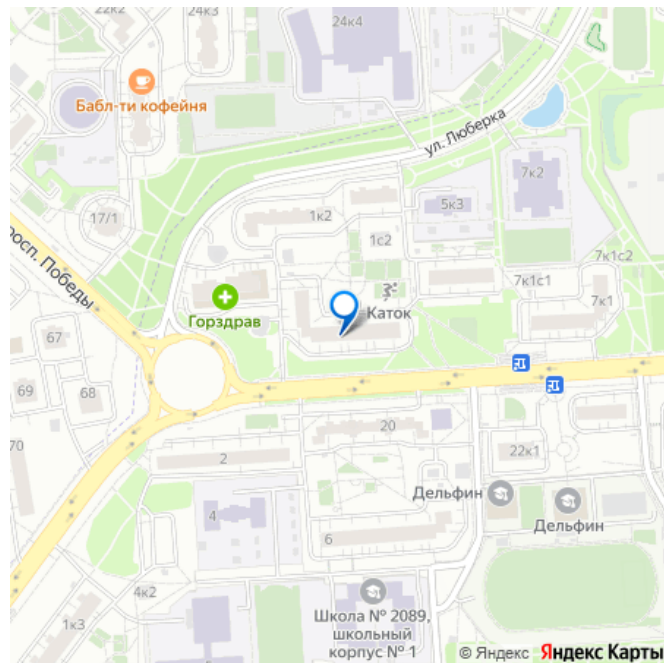 22к2
24к3
24к4
Бабл-ти кофейня
ул. Люберка
7к2
17/1
1к2
5к3
1с2
просп. Победы
7к1с2
7к1с1
7к1
Горздрав
Каток
67
69
68
70
2
20
22к1
Дельфин
Дельфин
4
6
4к2
1к3
Школа № 2089,
школьный
корпус № 1
© Яндекс Яндекс Карты